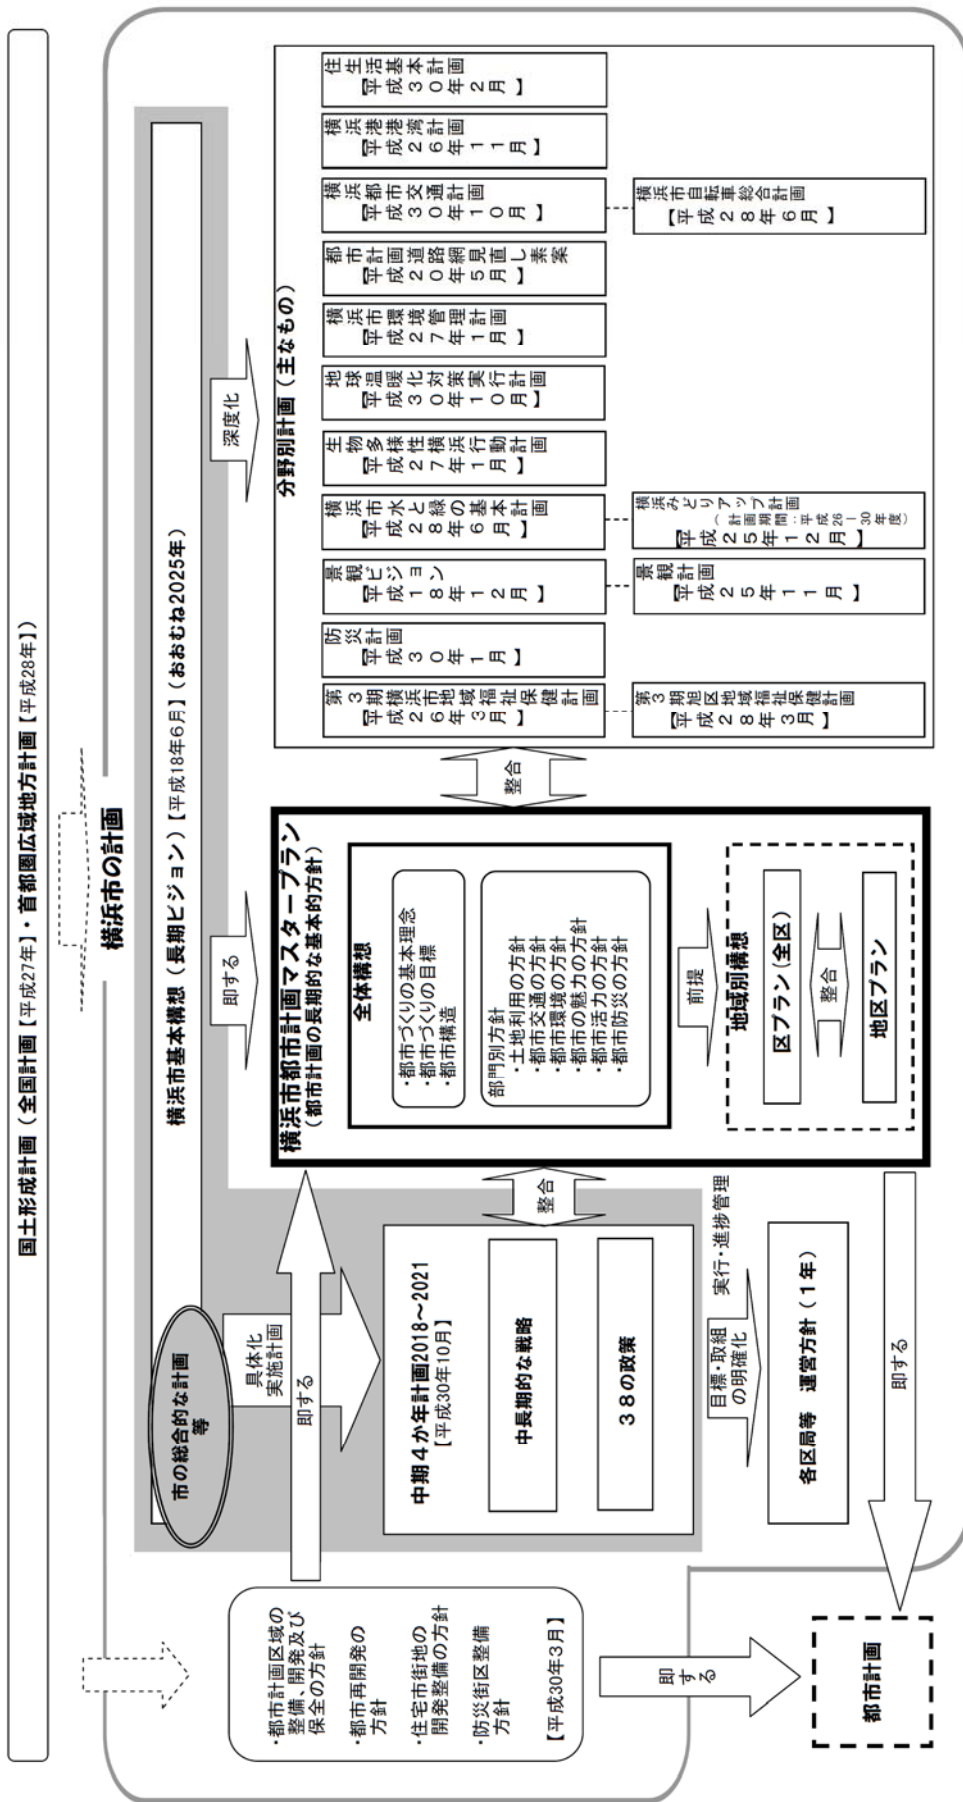 国土形成計画（全国計画【平成27年】・首都圏広域地方計画【平成28年】）
横浜市の計画
市の総合的な計画
等
横浜市基本構想（長期ビジョン）【平成18年6月】（おおむね2025年）
・都市計画区域の
整備、開発及び
保全の方針
・都市再開発の
方針
・住宅市街地の
開発整備の方針
・防災街区整備
方針
【平成30年3月】
即する
都市計画
具体化
実施計画
即する
中期４か年計画2018～2021
【平成30年10月】
中長期的な戦略
３８の政策
目標・取組
の明確化
実行・進捗管理
各区局等　運営方針（１年）
即する
整合
即する
横浜市都市計画マスタープラン
（都市計画の長期的な基本的方針）
全体構想
・都市づくりの基本理念
・都市づくりの目標
・都市構造
部門別方針
・土地利用の方針
・都市交通の方針
・都市環境の方針
・都市の魅力の方針
・都市活力の方針
・都市防災の方針
前提
地域別構想
区プラン（全区）
整合
地区プラン
整合
深度化
分野別計画（主なもの）
第３期横浜市地域福祉保健計画
【平成２６年３月】
第３期旭区地域福祉保健計画
【平成２８年３月】
防災計画
【平成３０年１月】
景観ビジョン
【平成１８年１２月】
景観計画
【平成２５年１１月】
横浜市水と緑の基本計画
【平成２８年６月】
横浜みどりアップ計画
（計画期間：平成２６－３０年度）
【平成２５年１２月】
生物多様性横浜行動計画
【平成２７年１月】
地球温暖化対策実行計画
【平成３０年１０月】
横浜市環境管理計画
【平成２７年１月】
都市計画道路網見直し素案
【平成２０年５月】
横浜都市交通計画
【平成３０年１０月】
横浜市自転車総合計画
【平成２８年６月】
横浜港港湾計画
【平成２６年１１月】
住生活基本計画
【平成３０年２月】